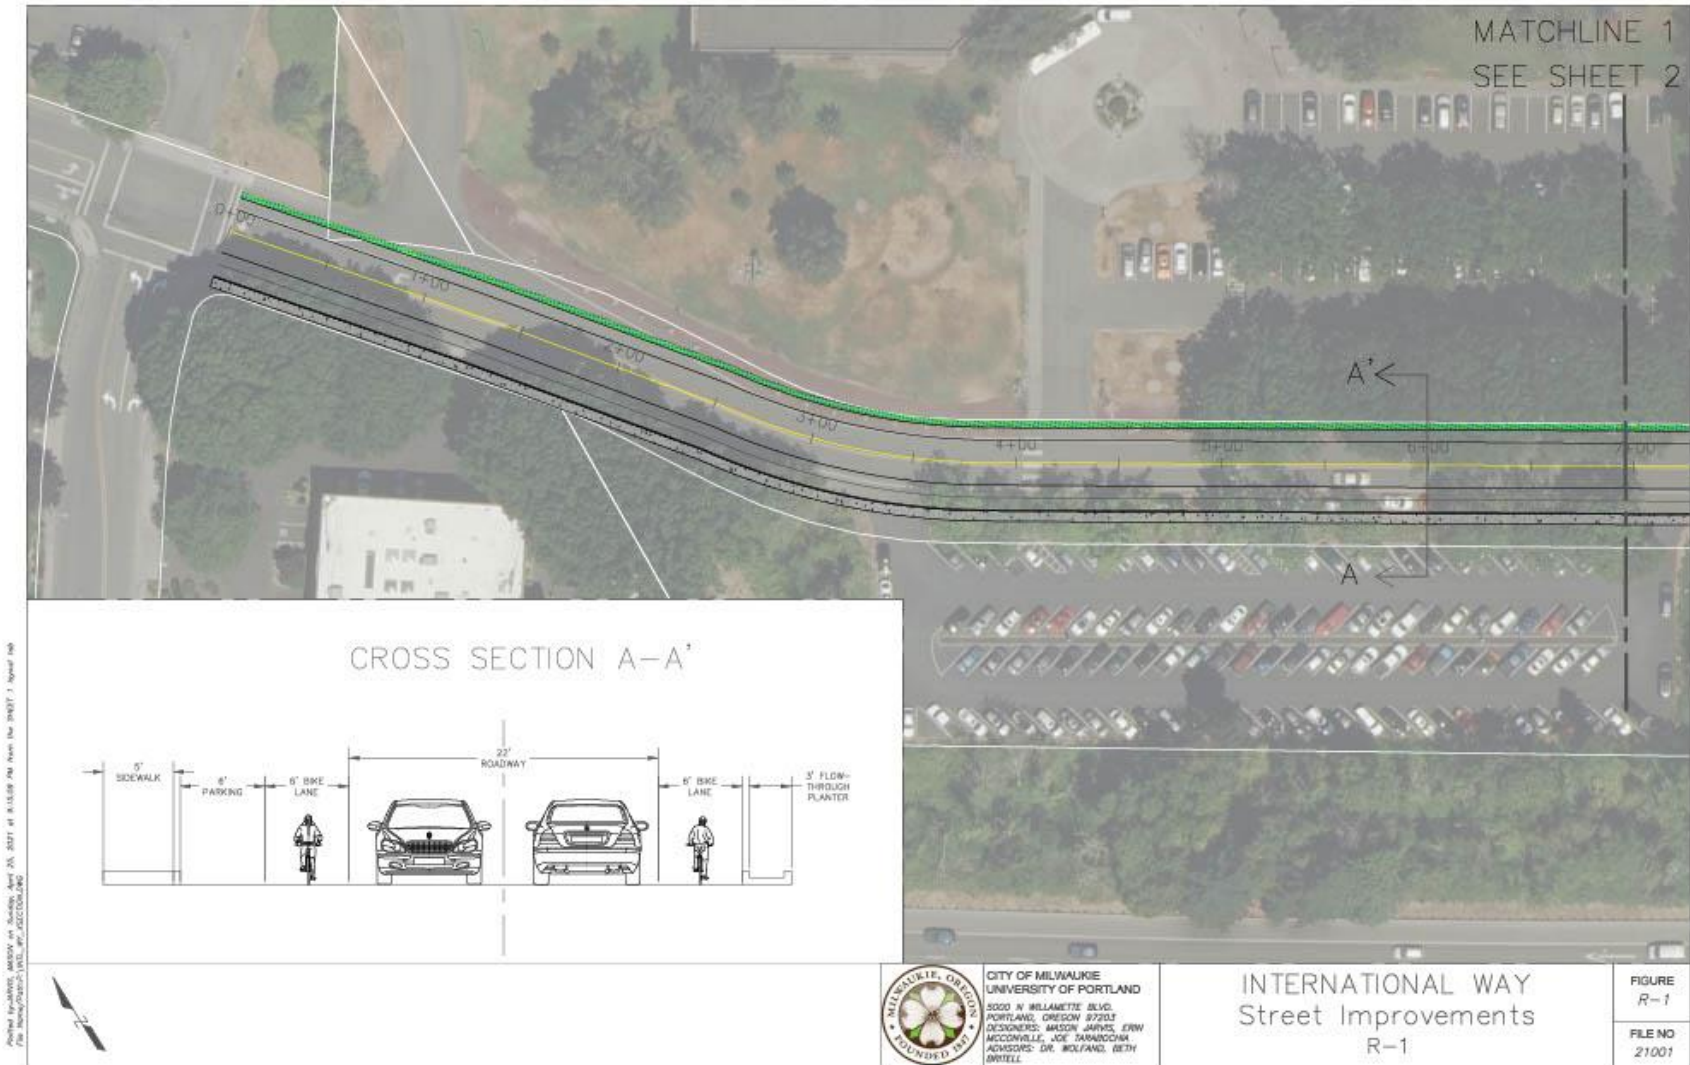 MATCHLINE 1
SEE SHEET 2
0+00
1+00
2+00
3+00
4+00
5+00
6+00
7+00
A'
A
CROSS SECTION A-A'
5'
SIDEWALK
6'
PARKING
6' BIKE
LANE
22'
ROADWAY
6' BIKE
LANE
3' FLOW-
THROUGH
PLANTER
MILWAUKIE, OREGON
FOUNDED 1847
CITY OF MILWAUKIE
UNIVERSITY OF PORTLAND
5000 N WILLAMETTE BLVD.
PORTLAND, OREGON 97203
DESIGNERS: MASON JARVIS, ERIN
MCCONVILLE, JOE TARABOCHIA
ADVISORS: DR. WOLFAND, BETH
BRITELL
INTERNATIONAL WAY
Street Improvements
R-1
FIGURE
R-1
FILE NO
21001